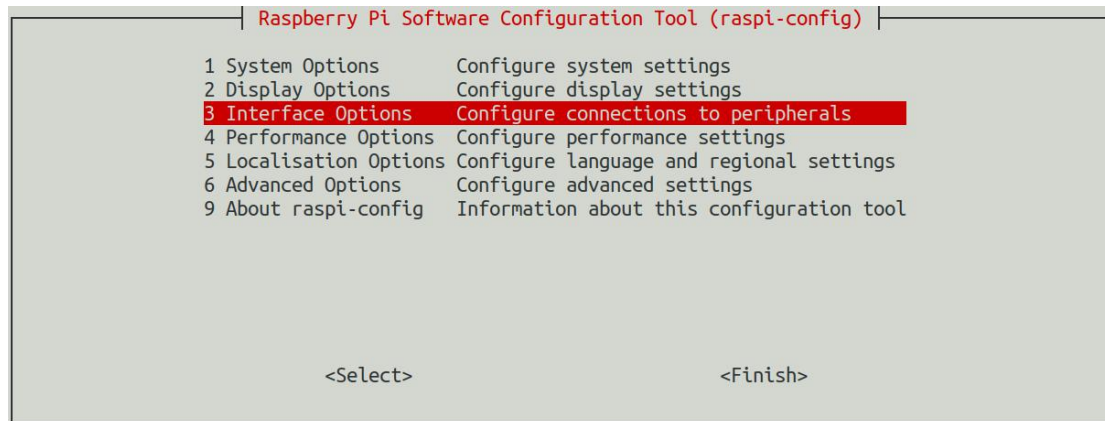 Raspberry Pi Software Configuration Tool (raspi-config)
1 System Options Configure system settings
2 Display Options Configure display settings
3 Interface Options Configure connections to peripherals
4 Performance Options Configure performance settings
5 Localisation Options Configure language and regional settings
6 Advanced Options Configure advanced settings
9 About raspi-config Information about this configuration tool
<Select> <Finish>